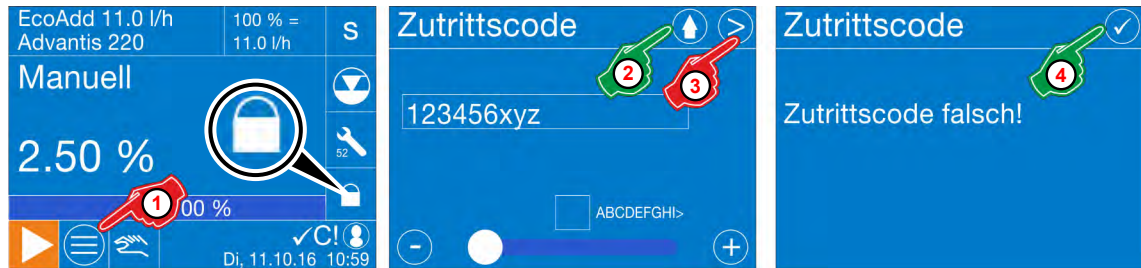 EcoAdd 11.0 l/h
Advantis 220
100 % =
11.0 l/h
S
Manuell
2.50 %
52
1
00 %
✓C!
Di, 11.10.16 10:59
Zutrittscode
>
2
3
123456xyz
ABCDEFGHI>
-
+
Zutrittscode
✓
4
Zutrittscode falsch!